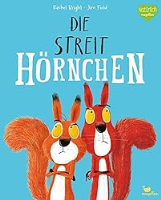 Rachel Bright · Jim Field
DIE
STREIT
HÖRNCHEN